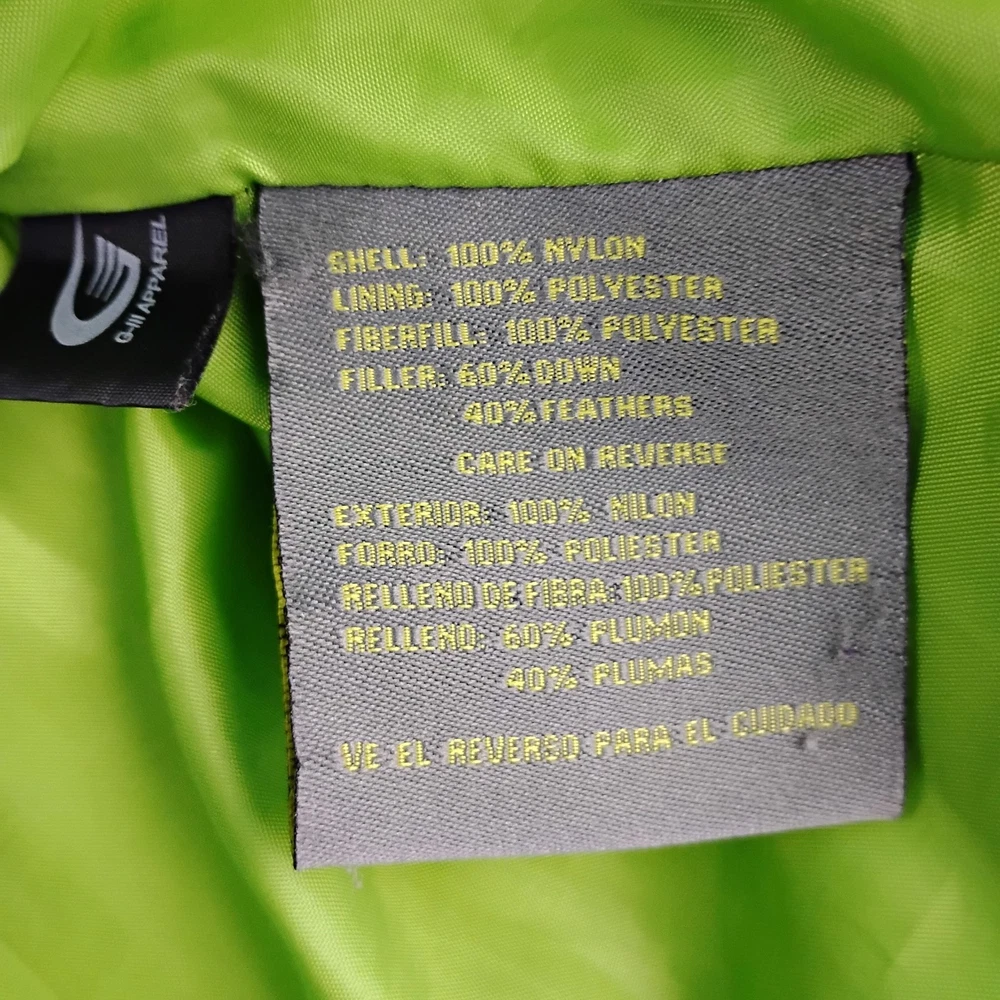 G-III APPAREL
SHELL: 100% NYLON
LINING: 100% POLYESTER
FIBERFILL: 100% POLYESTER
FILLER: 60% DOWN
40% FEATHERS
CARE ON REVERSE
EXTERIOR: 100% NILON
FORRO: 100% POLIESTER
RELLENO DE FIBRA: 100% POLIESTER
RELLENO: 60% PLUMON
40% PLUMAS
VE EL REVERSO PARA EL CUIDADO